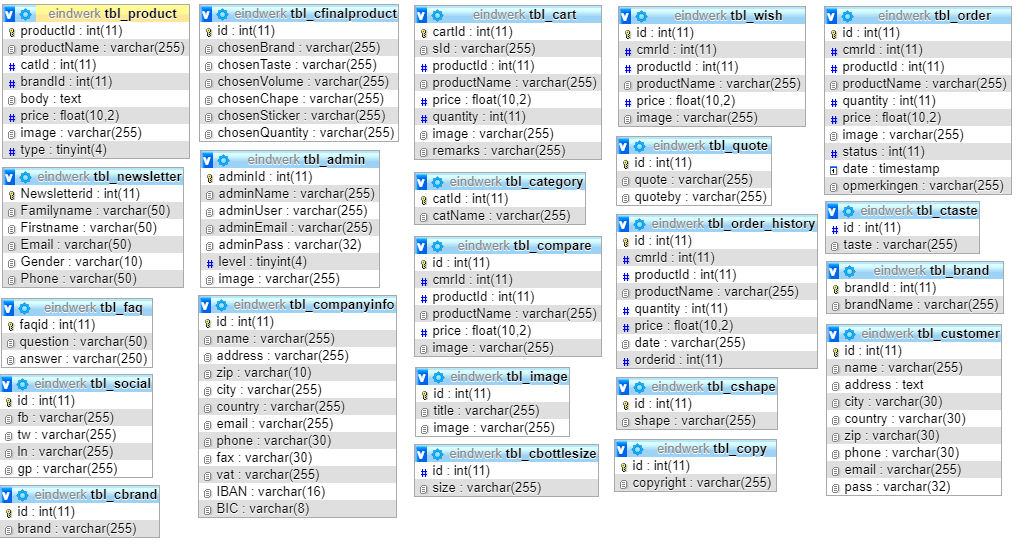 eindwerk tbl_product
productId : int(11)
productName : varchar(255)
catId : int(11)
brandId : int(11)
body : text
price : float(10,2)
image : varchar(255)
type : tinyint(4)
eindwerk tbl_newsletter
Newsletterid : int(11)
Familyname : varchar(50)
Firstname : varchar(50)
Email : varchar(50)
Gender : varchar(10)
Phone : varchar(50)
eindwerk tbl_faq
faqid : int(11)
question : varchar(50)
answer : varchar(250)
eindwerk tbl_social
id : int(11)
fb : varchar(255)
tw : varchar(255)
ln : varchar(255)
gp : varchar(255)
eindwerk tbl_cbrand
id : int(11)
brand : varchar(255)
eindwerk tbl_cfinalproduct
id : int(11)
chosenBrand : varchar(255)
chosenTaste : varchar(255)
chosenVolume : varchar(255)
chosenChape : varchar(255)
chosenSticker : varchar(255)
chosenQuantity : varchar(255)
eindwerk tbl_admin
adminId : int(11)
adminName : varchar(255)
adminUser : varchar(255)
adminEmail : varchar(255)
adminPass : varchar(32)
level : tinyint(4)
image : varchar(255)
eindwerk tbl_companyinfo
id : int(11)
name : varchar(255)
address : varchar(255)
zip : varchar(10)
city : varchar(255)
country : varchar(255)
email : varchar(255)
phone : varchar(30)
fax : varchar(30)
vat : varchar(255)
IBAN : varchar(16)
BIC : varchar(8)
eindwerk tbl_cart
cartId : int(11)
sId : varchar(255)
productId : int(11)
productName : varchar(255)
price : float(10,2)
quantity : int(11)
image : varchar(255)
remarks : varchar(255)
eindwerk tbl_category
catId : int(11)
catName : varchar(255)
eindwerk tbl_compare
id : int(11)
cmrId : int(11)
productId : int(11)
productName : varchar(255)
price : float(10,2)
image : varchar(255)
eindwerk tbl_image
id : int(11)
title : varchar(255)
image : varchar(255)
eindwerk tbl_cbottlesize
id : int(11)
size : varchar(255)
eindwerk tbl_wish
id : int(11)
cmrId : int(11)
productId : int(11)
productName : varchar(255)
price : float(10,2)
image : varchar(255)
eindwerk tbl_quote
id : int(11)
quote : varchar(255)
quoteby : varchar(255)
eindwerk tbl_order_history
id : int(11)
cmrId : int(11)
productId : int(11)
productName : varchar(255)
quantity : int(11)
price : float(10,2)
date : varchar(255)
orderid : int(11)
eindwerk tbl_cshape
id : int(11)
shape : varchar(255)
eindwerk tbl_copy
id : int(11)
copyright : varchar(255)
eindwerk tbl_order
id : int(11)
cmrId : int(11)
productId : int(11)
productName : varchar(255)
quantity : int(11)
price : float(10,2)
image : varchar(255)
status : int(11)
date : timestamp
opmerkingen : varchar(255)
eindwerk tbl_ctaste
id : int(11)
taste : varchar(255)
eindwerk tbl_brand
brandId : int(11)
brandName : varchar(255)
eindwerk tbl_customer
id : int(11)
name : varchar(255)
address : text
city : varchar(30)
country : varchar(30)
zip : varchar(30)
phone : varchar(30)
email : varchar(255)
pass : varchar(32)